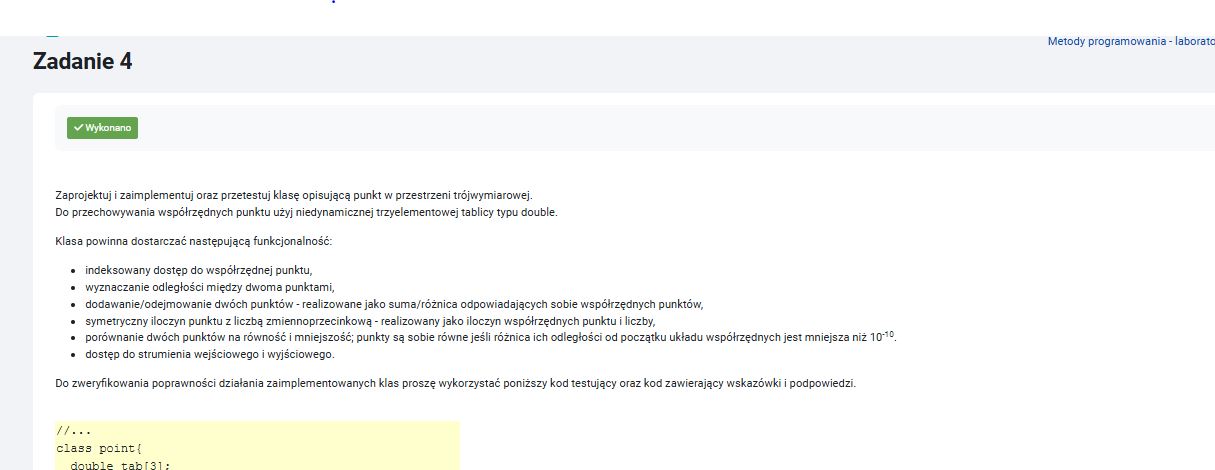 Metody programowania - laborato
Zadanie 4
Wykonano
Zaprojektuj i zaimplementuj oraz przetestuj klasę opisującą punkt w przestrzeni trójwymiarowej.
Do przechowywania współrzędnych punktu użyj niedynamicznej trzyelementowej tablicy typu double.
Klasa powinna dostarczać następującą funkcjonalność:
• indeksowany dostęp do współrzędnej punktu,
• wyznaczanie odległości między dwoma punktami,
• dodawanie/odejmowanie dwóch punktów - realizowane jako suma/różnica odpowiadających sobie współrzędnych punktów,
• symetryczny iloczyn punktu z liczbą zmiennoprzecinkową - realizowany jako iloczyn współrzędnych punktu i liczby,
• porównanie dwóch punktów na równość i mniejszość; punkty są sobie równe jeśli różnica ich odległości od początku układu współrzędnych jest mniejsza niż 10⁻¹⁰.
• dostęp do strumienia wejściowego i wyjściowego.
Do zweryfikowania poprawności działania zaimplementowanych klas proszę wykorzystać poniższy kod testujący oraz kod zawierający wskazówki i podpowiedzi.
//...
class point{
double tab[3];